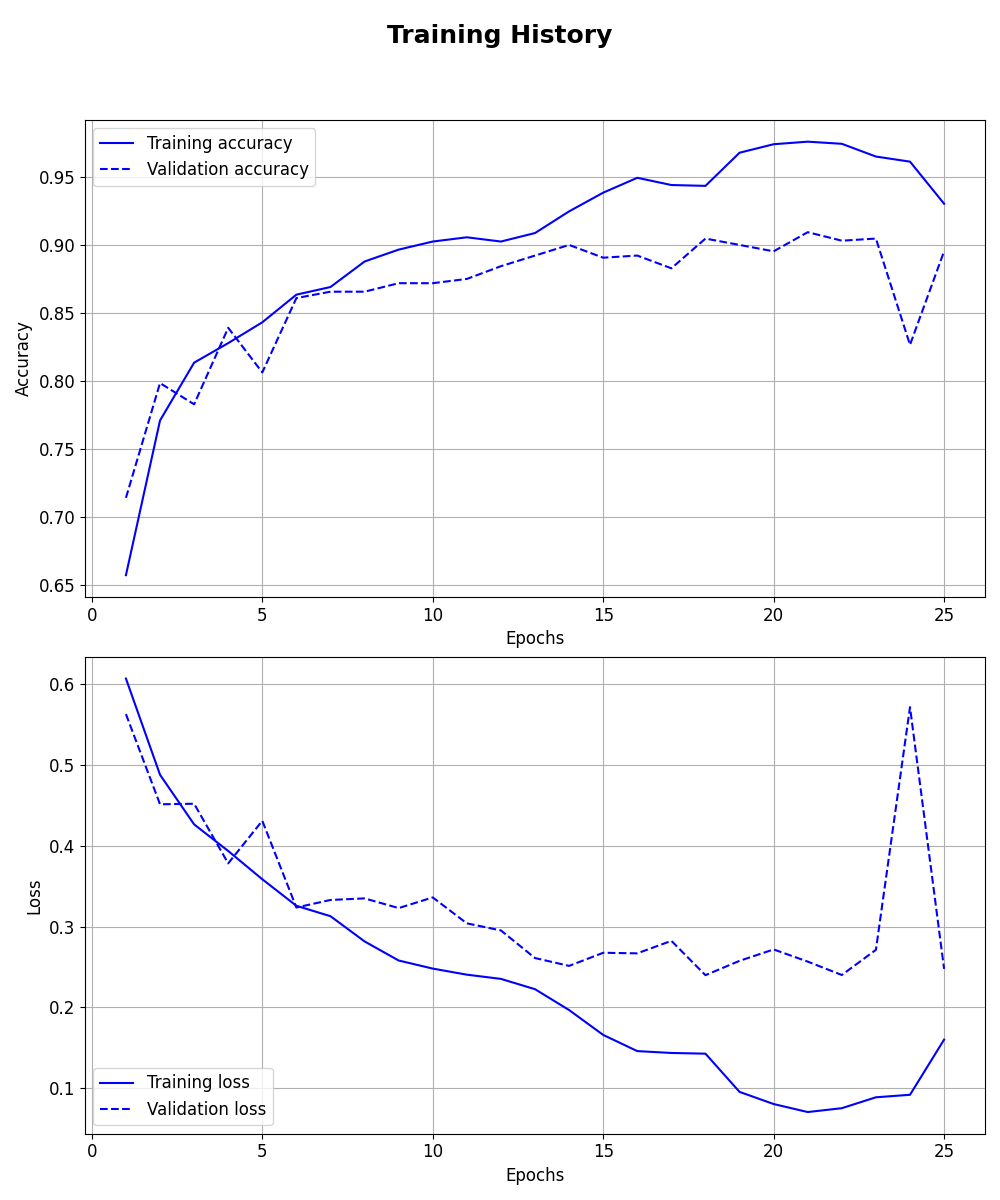 Training History
Training accuracy
Validation accuracy
0.95
0.90
0.85
0.80
0.75
0.70
0.65
Accuracy
0 5 10 15 20 25
Epochs
0.6
0.5
0.4
0.3
0.2
0.1
Loss
Training loss
Validation loss
0 5 10 15 20 25
Epochs